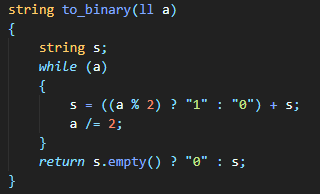 string to_binary(ll a)
{
    string s;
    while (a)
    {
        s = ((a % 2) ? "1" : "0") + s;
        a /= 2;
    }
    return s.empty() ? "0" : s;
}